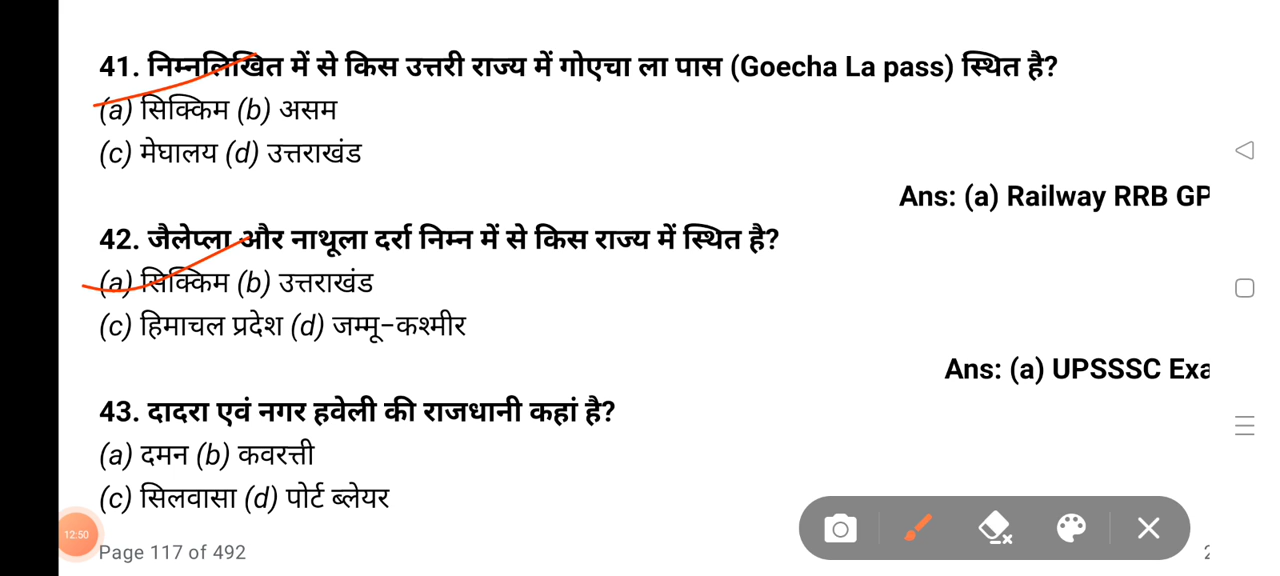 41. निम्नलिखित में से किस उत्तरी राज्य में गोएचा ला पास (Goecha La pass) स्थित है?
(a) सिक्किम (b) असम
(c) मेघालय (d) उत्तराखंड
Ans: (a) Railway RRB GP
42. जैलेप्ला और नाथूला दर्रा निम्न में से किस राज्य में स्थित है?
(a) सिक्किम (b) उत्तराखंड
(c) हिमाचल प्रदेश (d) जम्मू-कश्मीर
Ans: (a) UPSSSC Exa
43. दादरा एवं नगर हवेली की राजधानी कहां है?
(a) दमन (b) कवरत्ती
(c) सिलवासा (d) पोर्ट ब्लेयर
12:50
Page 117 of 492